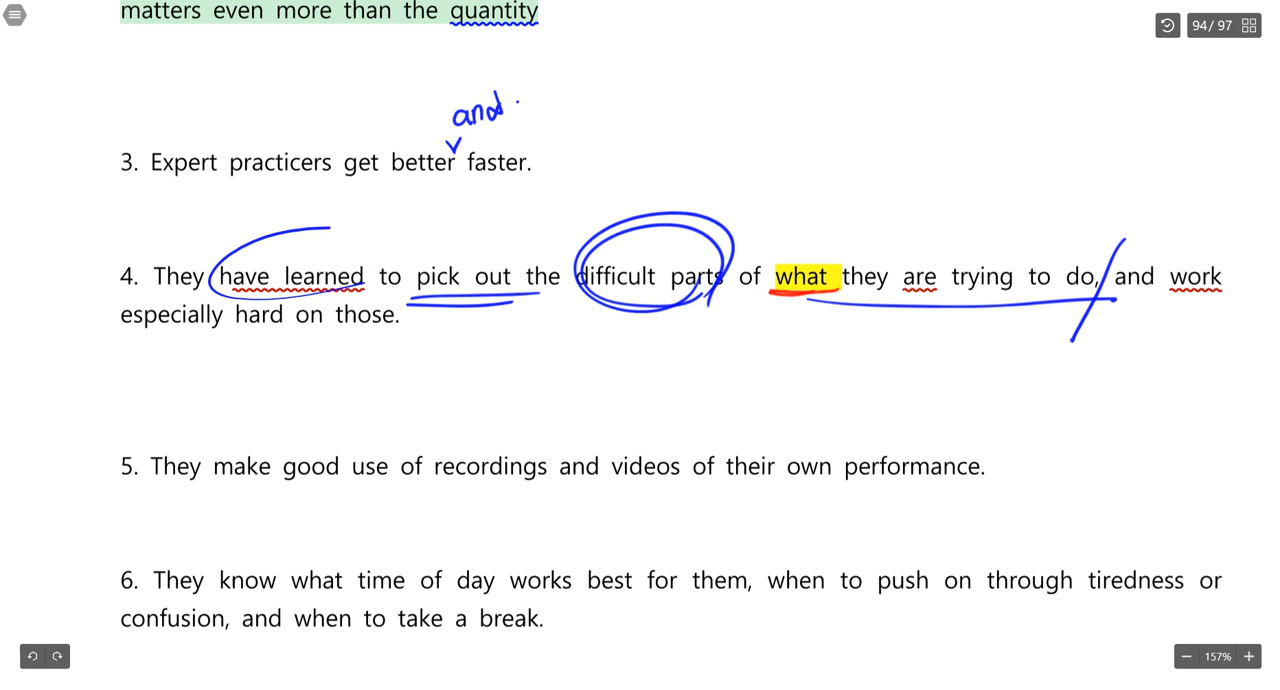 matters even more than the quantity
94/ 97
and
3. Expert practicers get better faster.
4. They have learned to pick out the difficult parts of what they are trying to do, and work
especially hard on those.
5. They make good use of recordings and videos of their own performance.
6. They know what time of day works best for them, when to push on through tiredness or
confusion, and when to take a break.
157%